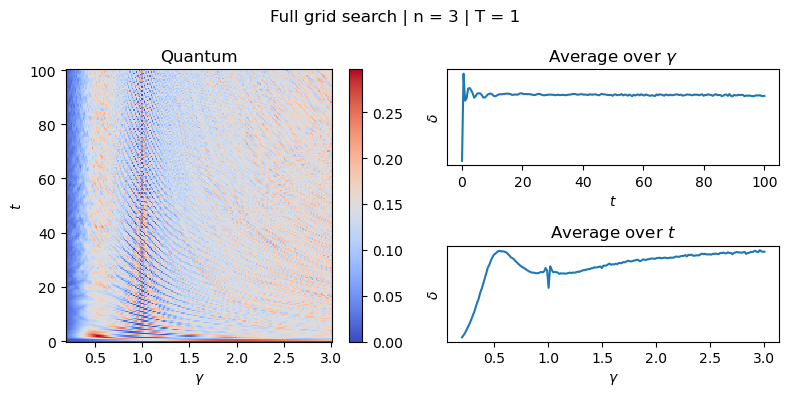 Full grid search | n = 3 | T = 1
Quantum
100
80
60
40
20
0
t
0.5 1.0 1.5 2.0 2.5 3.0
γ
0.25
0.20
0.15
0.10
0.05
0.00
Average over γ
δ
0 20 40 60 80 100
t
Average over t
δ
0.5 1.0 1.5 2.0 2.5 3.0
γ